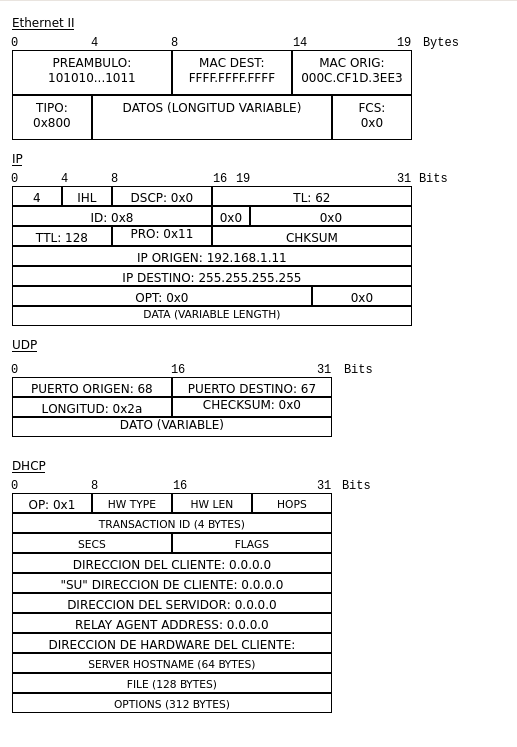 Ethernet II
0 4 8 14 19 Bytes
PREAMBULO: MAC DEST: MAC ORIG:
101010...1011 FFFF.FFFF.FFFF 000C.CF1D.3EE3
TIPO: DATOS (LONGITUD VARIABLE) FCS:
0x800 0x0
IP
0 4 8 16 19 31 Bits
4 IHL DSCP: 0x0 TL: 62
ID: 0x8 0x0 0x0
TTL: 128 PRO: 0x11 CHKSUM
IP ORIGEN: 192.168.1.11
IP DESTINO: 255.255.255.255
OPT: 0x0 0x0
DATA (VARIABLE LENGTH)
UDP
0 16 31 Bits
PUERTO ORIGEN: 68 PUERTO DESTINO: 67
LONGITUD: 0x2a CHECKSUM: 0x0
DATO (VARIABLE)
DHCP
0 8 16 31 Bits
OP: 0x1 HW TYPE HW LEN HOPS
TRANSACTION ID (4 BYTES)
SECS FLAGS
DIRECCION DEL CLIENTE: 0.0.0.0
"SU" DIRECCION DE CLIENTE: 0.0.0.0
DIRECCION DEL SERVIDOR: 0.0.0.0
RELAY AGENT ADDRESS: 0.0.0.0
DIRECCION DE HARDWARE DEL CLIENTE:
SERVER HOSTNAME (64 BYTES)
FILE (128 BYTES)
OPTIONS (312 BYTES)